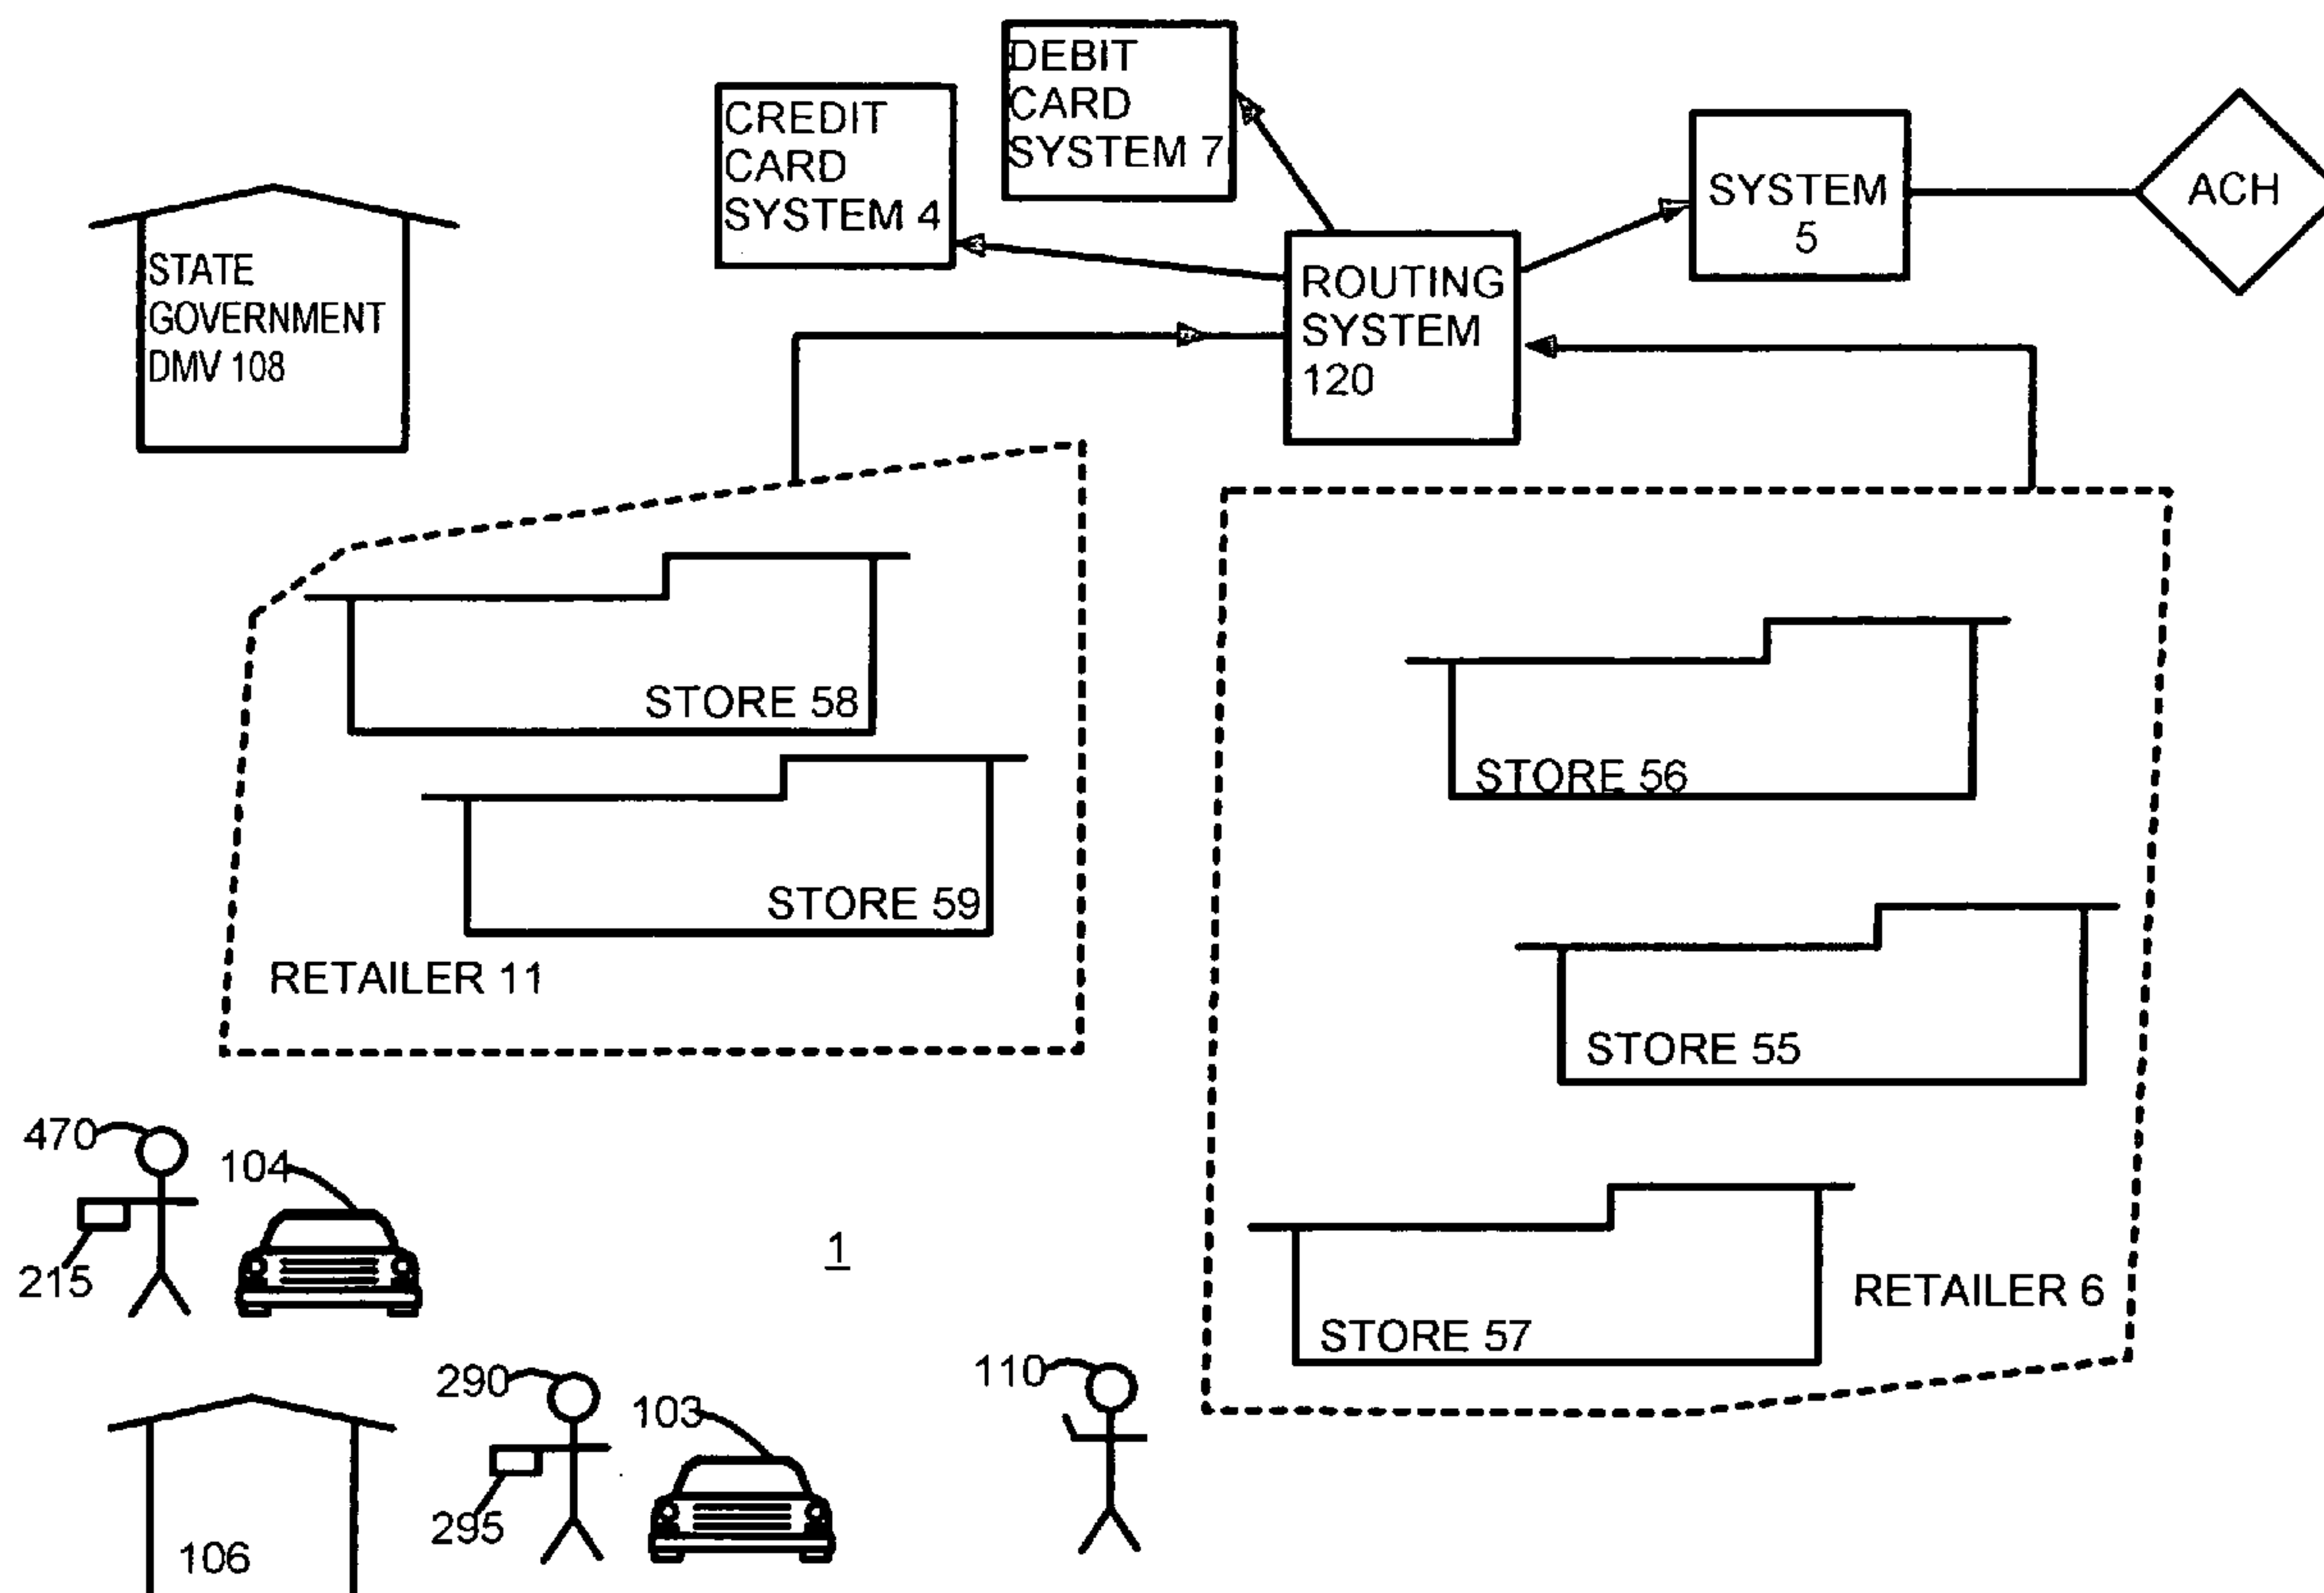 DEBIT
CARD
SYSTEM 7
CREDIT
CARD
SYSTEM 4
SYSTEM
5
ACH
STATE
GOVERNMENT
DMV 108
ROUTING
SYSTEM
120
STORE 58
STORE 59
RETAILER 11
STORE 56
STORE 55
STORE 57
RETAILER 6
470
104
215
1
290
103
110
295
106